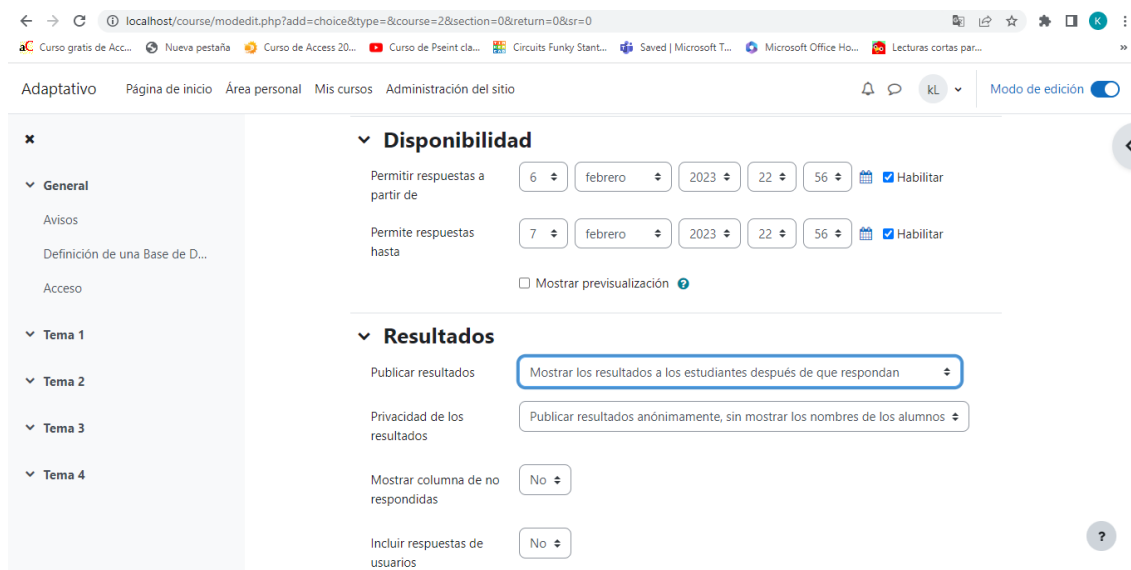 localhost/course/modedit.php?add=choice&type=&course=2&section=0&return=0&sr=0
K
aC Curso gratis de Acc... Nueva pestaña Curso de Access 20... Curso de Pseint cla... Circuits Funky Stant... Saved | Microsoft T... Microsoft Office Ho... Lecturas cortas par... »
Adaptativo Página de inicio Área personal Mis cursos Administración del sitio kL Modo de edición
General
Avisos
Definición de una Base de D...
Acceso
Tema 1
Tema 2
Tema 3
Tema 4
Disponibilidad
Permitir respuestas a
partir de
6 febrero 2023 22 56 Habilitar
Permite respuestas
hasta
7 febrero 2023 22 56 Habilitar
Mostrar previsualización ?
Resultados
Publicar resultados Mostrar los resultados a los estudiantes después de que respondan
Privacidad de los
resultados
Publicar resultados anónimamente, sin mostrar los nombres de los alumnos
Mostrar columna de no
respondidas
No
Incluir respuestas de
usuarios
No
?